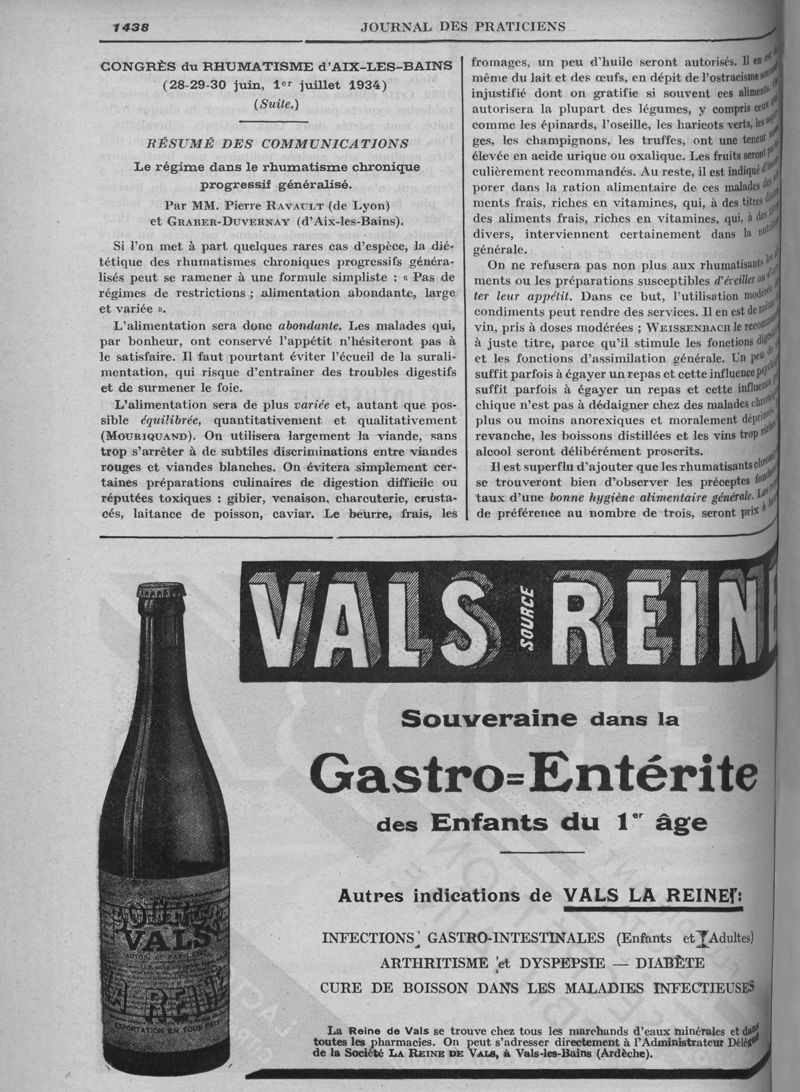 1438
JOURNAL DES PRATICIENS
CONGRÈS du RHUMATISME d'AIX-LES-BAINS
(28-29-30 juin, 1er juillet 1934)
(Suite.)
RÉSUMÉ DES COMMUNICATIONS
Le régime dans le rhumatisme chronique
progressif généralisé.
Par MM. Pierre RAVAULT (de Lyon)
et GRABER-DUVERNAY (d'Aix-les-Bains).
Si l'on met à part quelques rares cas d'espèce, la dié-
tétique des rhumatismes chroniques progressifs généra-
lisés peut se ramener à une formule simpliste : « Pas de
régimes de restrictions ; alimentation abondante, large
et variée ».
L'alimentation sera donc abondante. Les malades qui,
par bonheur, ont conservé l'appétit n'hésiteront pas à
le satisfaire. Il faut pourtant éviter l'écueil de la surali-
mentation, qui risque d'entraîner des troubles digestifs
et de surmener le foie.
L'alimentation sera de plus variée et, autant que pos-
sible équilibrée, quantitativement et qualitativement
(MOURIQUAND). On utilisera largement la viande, sans
trop s'arrêter à de subtiles discriminations entre viandes
rouges et viandes blanches. On évitera simplement cer-
taines préparations culinaires de digestion difficile ou
réputées toxiques : gibier, venaison, charcuterie, crusta-
cés, laitance de poisson, caviar. Le beurre, frais, les
fromages, un peu d'huile seront autorisés. Il en
même du lait et des œufs, en dépit de l'ostracisme
injustifié dont on gratifie si souvent ces aliments.
autorisera la plupart des légumes, y compris ceux
comme les épinards, l'oseille, les haricots verts, les
ges, les champignons, les truffes, ont une teneur
élevée en acide urique ou oxalique. Les fruits seront
culièrement recommandés. Au reste, il est indiqué
porer dans la ration alimentaire de ces malades
ments frais, riches en vitamines, qui, à des titres
des aliments frais, riches en vitamines, qui, à
divers, interviennent certainement dans la
générale.
On ne refusera pas non plus aux rhumatisants
ments ou les préparations susceptibles d'éveiller ou
ter leur appétit. Dans ce but, l'utilisation modérée
condiments peut rendre des services. Il en est de
vin, pris à doses modérées ; WEISSENBACH le
à juste titre, parce qu'il stimule les fonctions
et les fonctions d'assimilation générale. Un peu
suffit parfois à égayer un repas et cette influence
suffit parfois à égayer un repas et cette influence
chique n'est pas à dédaigner chez des malades
plus ou moins anorexiques et moralement
revanche, les boissons distillées et les vins trop
alcool seront délibérément proscrits.
Il est superflu d'ajouter que les rhumatisants
se trouveront bien d'observer les préceptes
taux d'une bonne hygiène alimentaire générale.
de préférence au nombre de trois, seront prix à
VALS SOURCE REINE
Souveraine dans la
Gastro=Entérite
des Enfants du 1er âge
Autres indications de VALS LA REINE :
INFECTIONS GASTRO-INTESTINALES (Enfants et Adultes)
ARTHRITISME et DYSPEPSIE — DIABÈTE
CURE DE BOISSON DANS LES MALADIES INFECTIEUSES
La Reine de Vals se trouve chez tous les marchands d'eaux minérales et dans
toutes les pharmacies. On peut s'adresser directement à l'Administrateur Délégué
de la Société LA REINE DE VALS, à Vals-les-Bains (Ardèche).
VALS
LA REINE
EXPORTATION EN TOUS PAYS